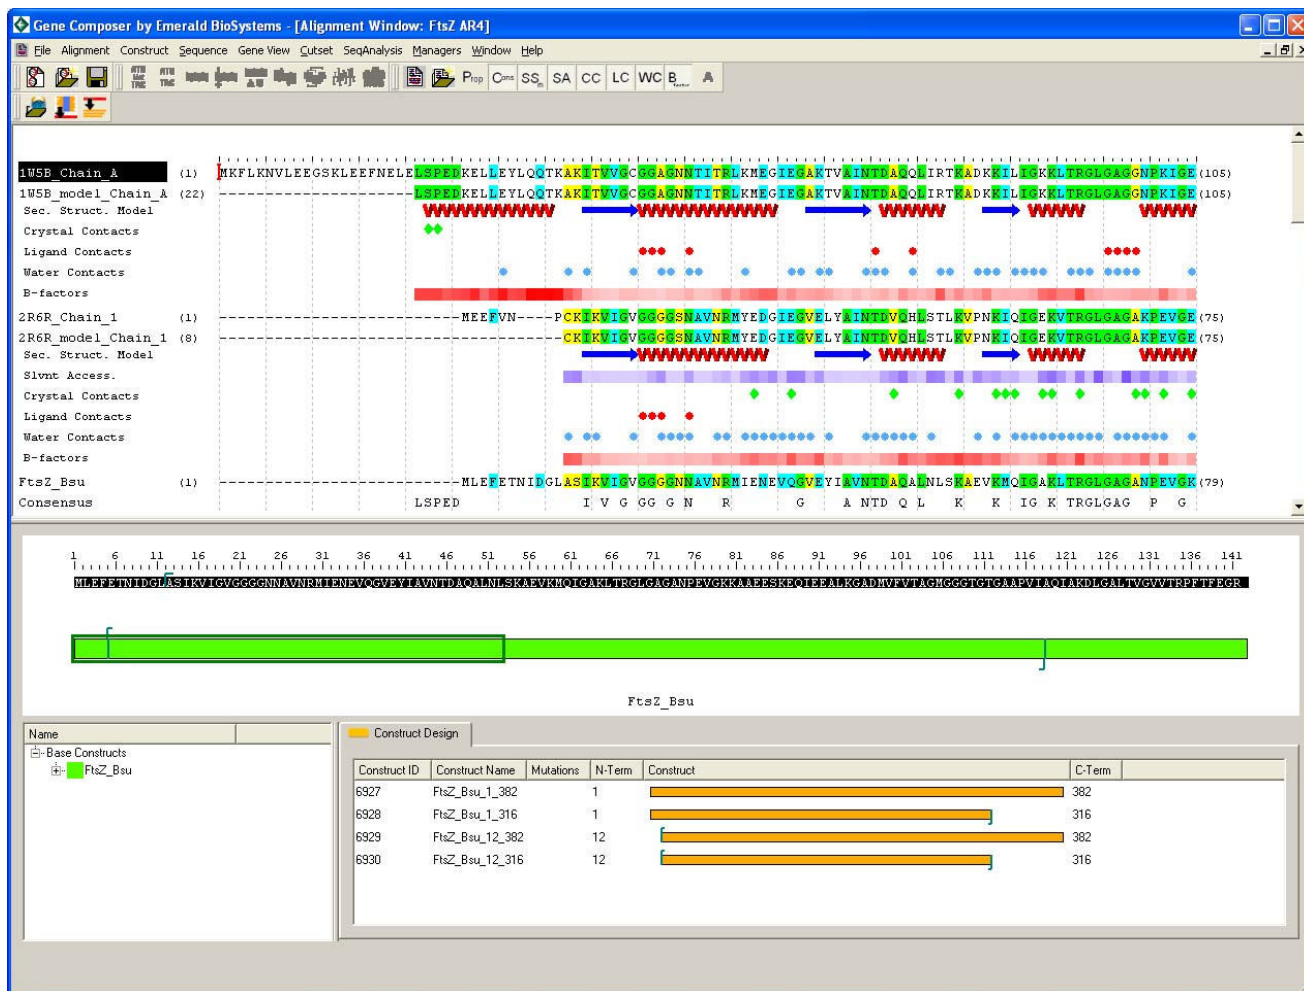 Gene Composer by Emerald BioSystems - [Alignment Window: FtsZ AR4]
File Alignment Construct Sequence Gene View Cutset SeqAnalysis Managers Window Help
Prop Cons SS SA CC LC WC B A
1W5B_Chain_A (1) MKFLKNVLEEGSKLEEFNELELSPEDKELLEYLQQTKAKITVVGCGGAGNNTITRLKMEGIEGAKTVAINTDAQQLIRTKADKKILIGKKLTRGLGAGGNPKIGE (105)
1W5B_model_Chain_A (22) ---------------------LSPEDKELLEYLQQTKAKITVVGCGGAGNNTITRLKMEGIEGAKTVAINTDAQQLIRTKADKKILIGKKLTRGLGAGGNPKIGE (105)
Sec. Struct. Model
Crystal Contacts
Ligand Contacts
Water Contacts
B-factors
2R6R_Chain_1 (1) --------------------------MEEFVN----PCKIKVIGVGGGGSNAVNRMYEDGIEGVELYAINTDVQHLSTLKVPNKIQIGEKVTRGLGAGAKPEVGE (75)
2R6R_model_Chain_1 (8) -------------------------------------CKIKVIGVGGGGSNAVNRMYEDGIEGVELYAINTDVQHLSTLKVPNKIQIGEKVTRGLGAGAKPEVGE (75)
Sec. Struct. Model
Slvnt Access.
Crystal Contacts
Ligand Contacts
Water Contacts
B-factors
FtsZ_Bsu (1) --------------------------MLEFETNIDGLASIKVIGVGGGGNNAVNRMIENEVQGVEYIAVNTDAQALNLSKAEVKMQIGAKLTRGLGAGANPEVGK (79)
Consensus LSPED I V G GG G N R G A NTD Q L K K IG K TRGLGAG P G
1 6 11 16 21 26 31 36 41 46 51 56 61 66 71 76 81 86 91 96 101 106 111 116 121 126 131 136 141
MLEFETNIDGLASIKVIGVGGGGNNAVNRMIENEVQGVEYIAVNTDAQALNLSKAEVKMQIGAKLTRGLGAGANPEVGKKAAEESKEQIEEALKGADMVFVTAGMGGGTGTGAAPVIAQIAKDLGALTVGVVTRPFTFEGR
FtsZ_Bsu
Name
Base Constructs
FtsZ_Bsu
Construct Design
Construct ID Construct Name Mutations N-Term Construct C-Term
6927 FtsZ_Bsu_1_382 1 382
6928 FtsZ_Bsu_1_316 1 316
6929 FtsZ_Bsu_12_382 12 382
6930 FtsZ_Bsu_12_316 12 316